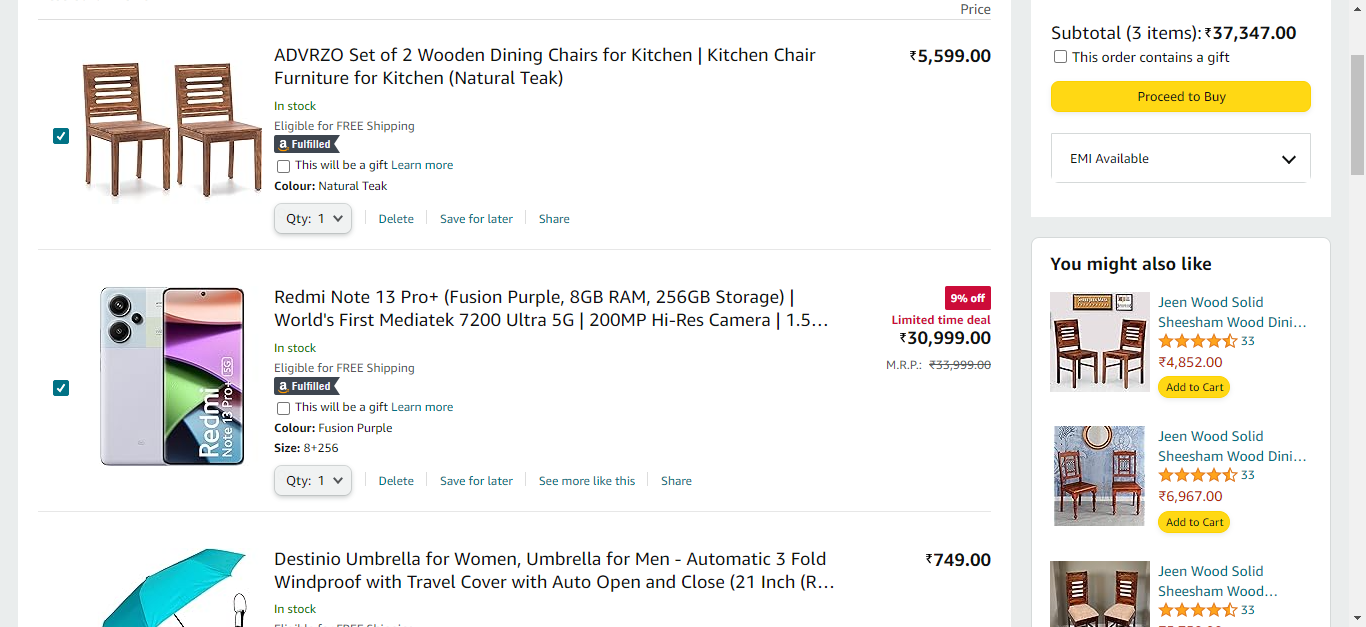 Price
ADVRZO Set of 2 Wooden Dining Chairs for Kitchen | Kitchen Chair
Furniture for Kitchen (Natural Teak)
₹5,599.00
In stock
Eligible for FREE Shipping
a Fulfilled
This will be a gift Learn more
Colour: Natural Teak
Qty: 1
Delete
Save for later
Share
Redmi Note 13 Pro+ (Fusion Purple, 8GB RAM, 256GB Storage) |
World's First Mediatek 7200 Ultra 5G | 200MP Hi-Res Camera | 1.5…
9% off
Limited time deal
₹30,999.00
M.R.P.: ₹33,999.00
In stock
Eligible for FREE Shipping
a Fulfilled
This will be a gift Learn more
Colour: Fusion Purple
Size: 8+256
Redmi
Note 13 Pro+ 5G
Qty: 1
Delete
Save for later
See more like this
Share
Destinio Umbrella for Women, Umbrella for Men - Automatic 3 Fold
Windproof with Travel Cover with Auto Open and Close (21 Inch (R…
₹749.00
In stock
Subtotal (3 items): ₹37,347.00
This order contains a gift
Proceed to Buy
EMI Available
You might also like
Jeen Wood Solid
Sheesham Wood Dini…
33
₹4,852.00
Add to Cart
Jeen Wood Solid
Sheesham Wood Dini…
33
₹6,967.00
Add to Cart
Jeen Wood Solid
Sheesham Wood…
33